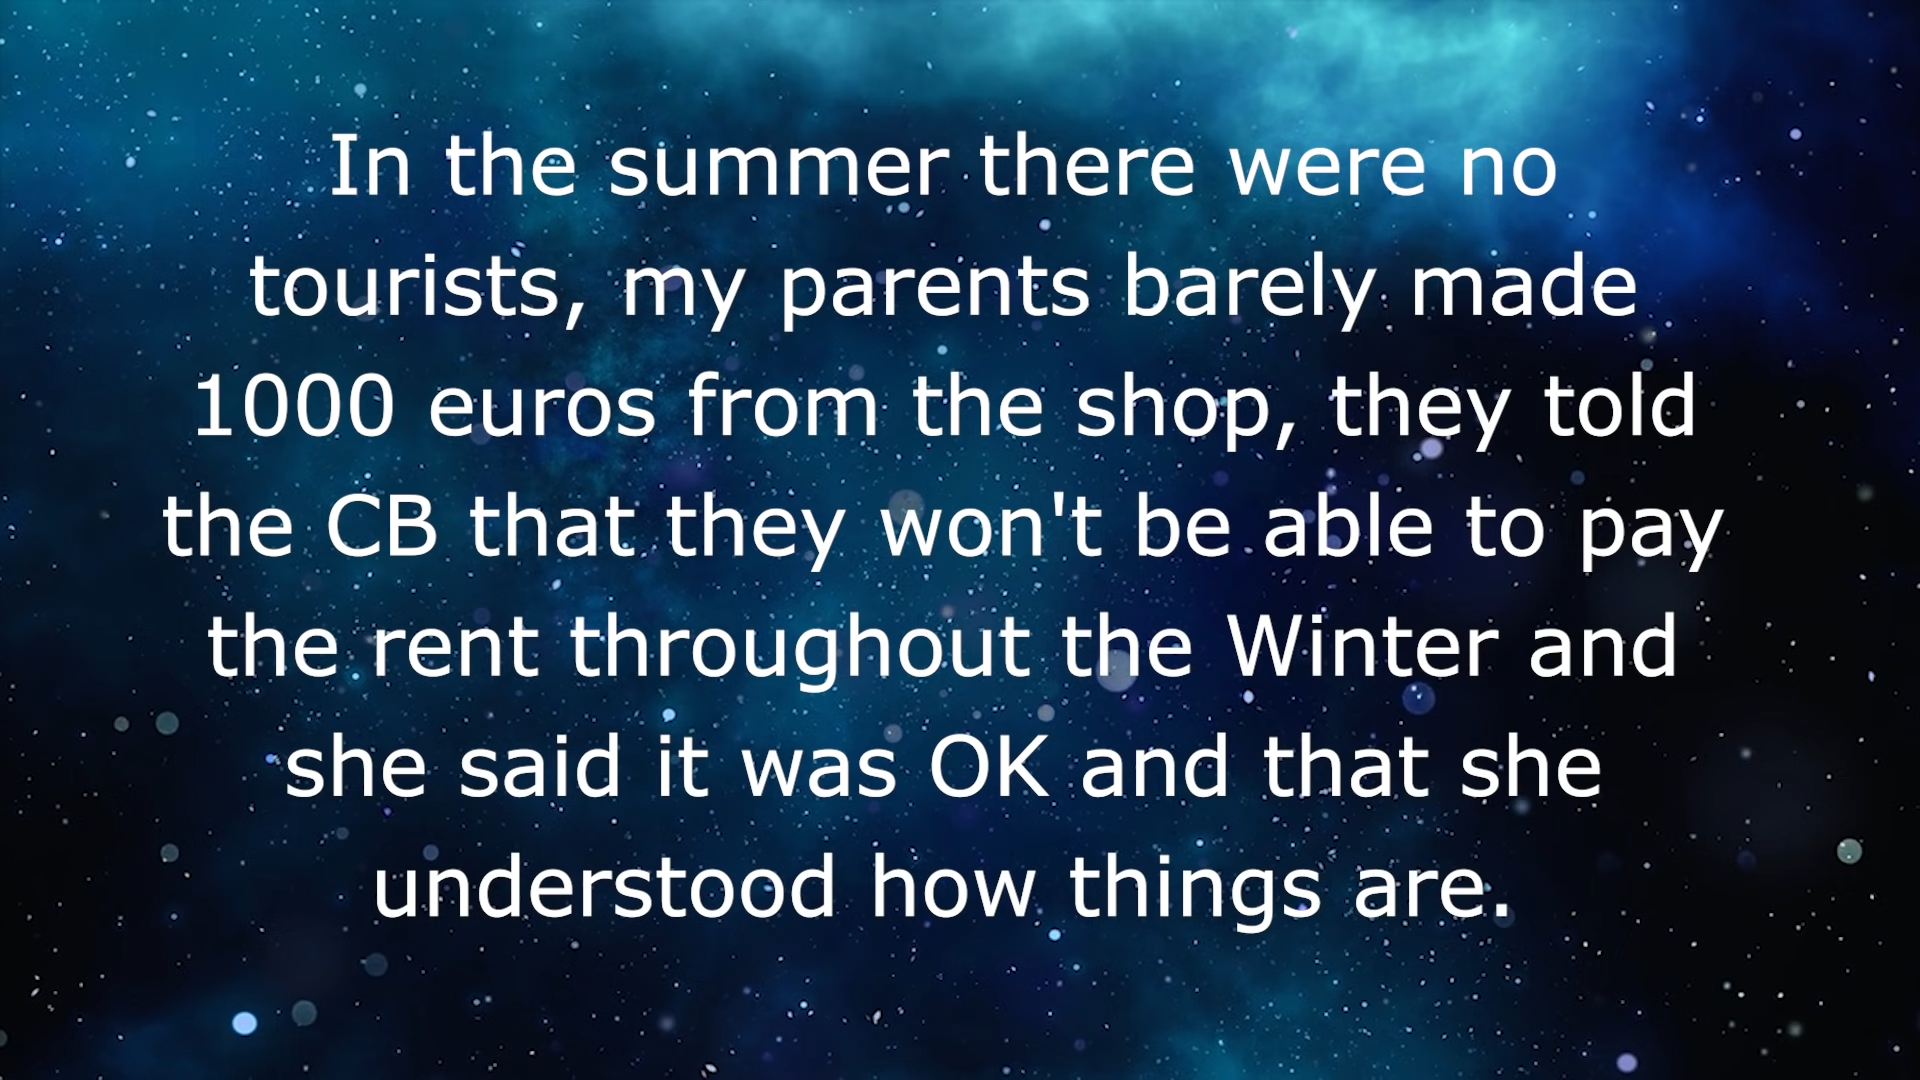 In the summer there were no
tourists, my parents barely made
1000 euros from the shop, they told
the CB that they won't be able to pay
the rent throughout the Winter and
she said it was OK and that she
understood how things are.